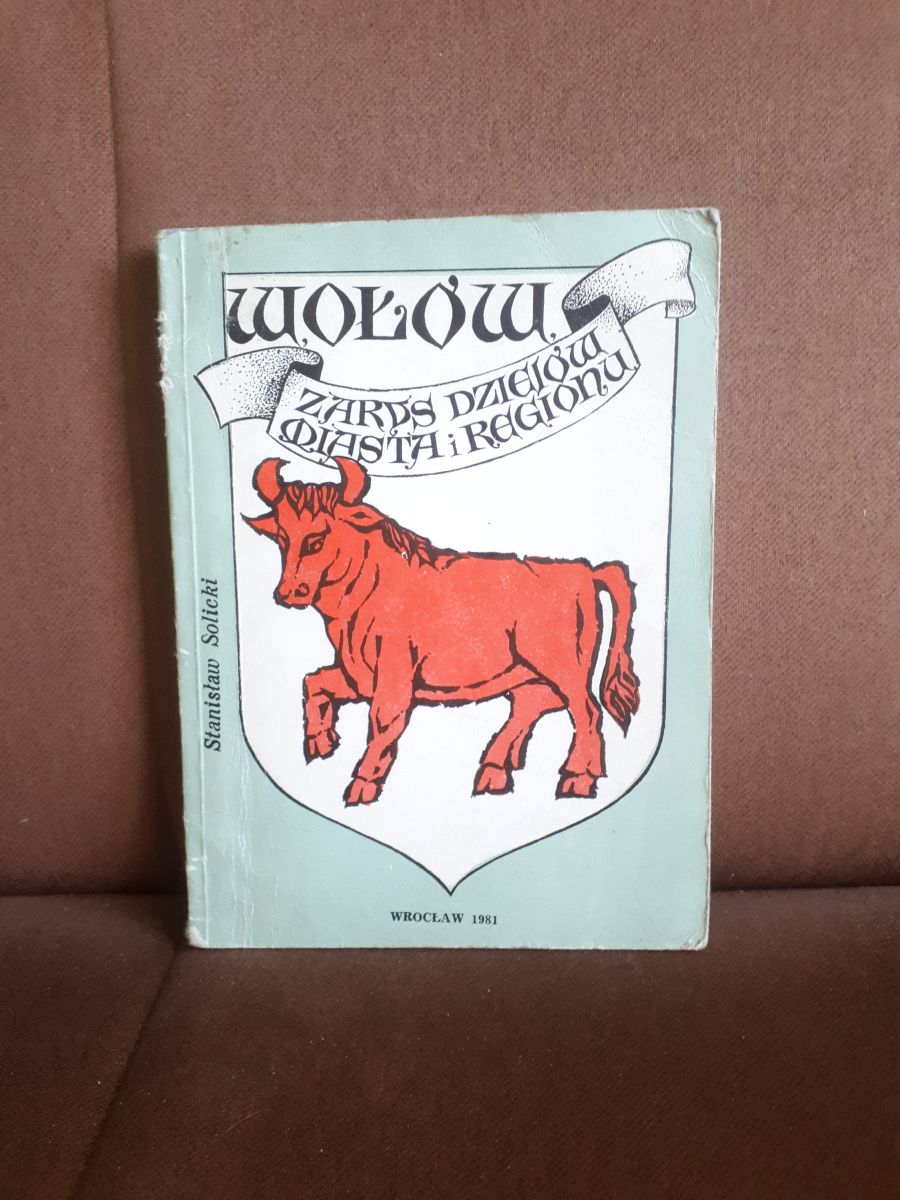 WOŁÓW
ZARYS DZIEJÓW
MIASTA i REGIONU
Stanisław Solicki
WROCŁAW 1981